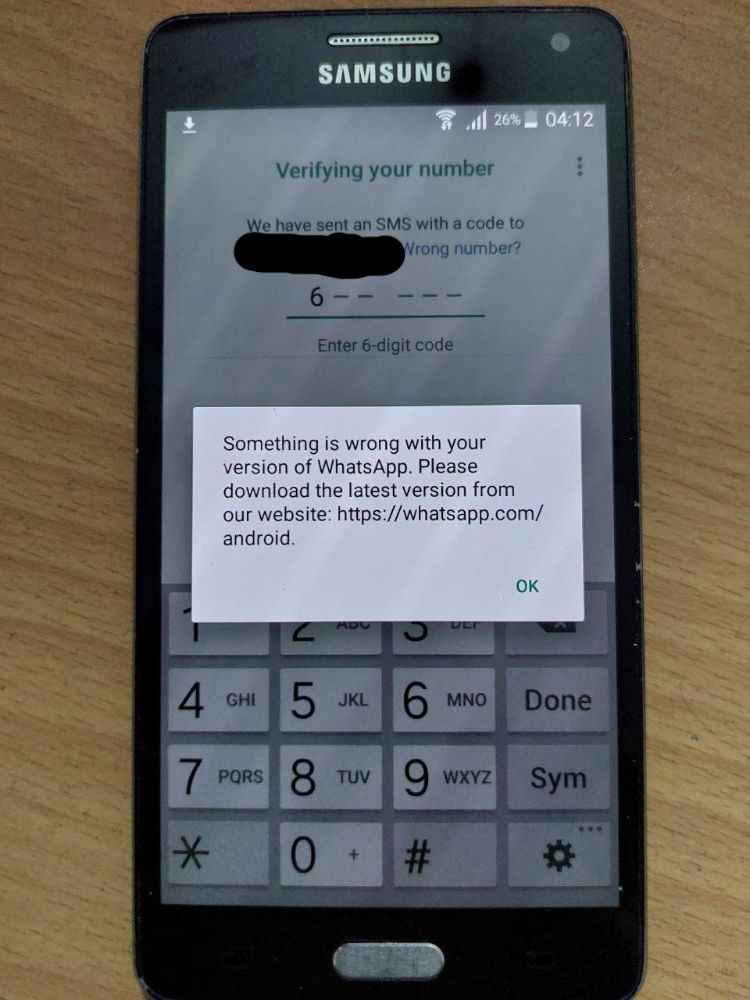 SAMSUNG
26% 04:12
Verifying your number
We have sent an SMS with a code to
Wrong number?
6–– –––
Enter 6-digit code
Something is wrong with your
version of WhatsApp. Please
download the latest version from
our website: https://whatsapp.com/
android.
OK
1 2 ABC 3 DEF
4 GHI 5 JKL 6 MNO Done
7 PQRS 8 TUV 9 WXYZ Sym
* 0 + # ...